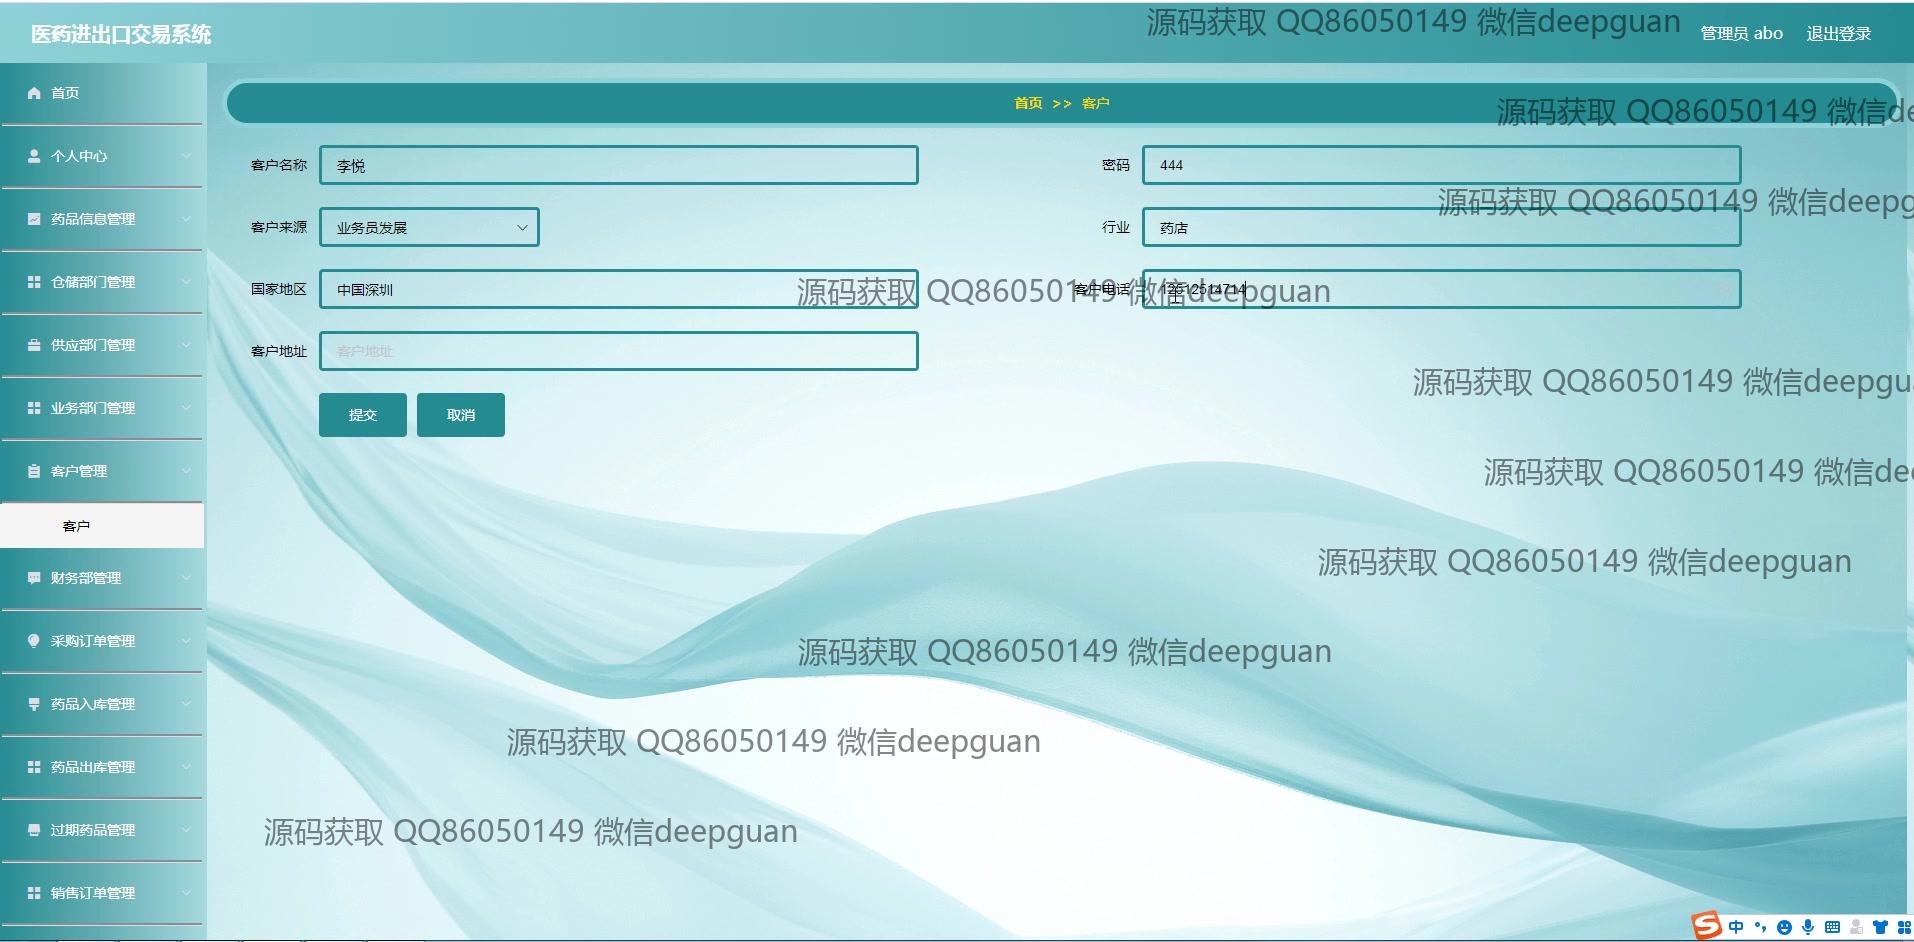 医药进出口交易系统
源码获取 QQ86050149 微信deepguan
管理员 abo 退出登录
首页
首页 >> 客户
源码获取 QQ86050149 微信de
个人中心
客户名称 李悦
密码 444
药品信息管理
源码获取 QQ86050149 微信deepg
客户来源 业务员发展
行业 药店
仓储部门管理
国家地区 中国深圳
源码获取 QQ86050149 微信deepguan
客户电话 12512514714
供应部门管理
客户地址 客户地址
源码获取 QQ86050149 微信deepgu
业务部门管理
提交 取消
客户管理
源码获取 QQ86050149 微信de
客户
源码获取 QQ86050149 微信deepguan
财务部管理
采购订单管理
源码获取 QQ86050149 微信deepguan
药品入库管理
源码获取 QQ86050149 微信deepguan
药品出库管理
过期药品管理
源码获取 QQ86050149 微信deepguan
销售订单管理
中